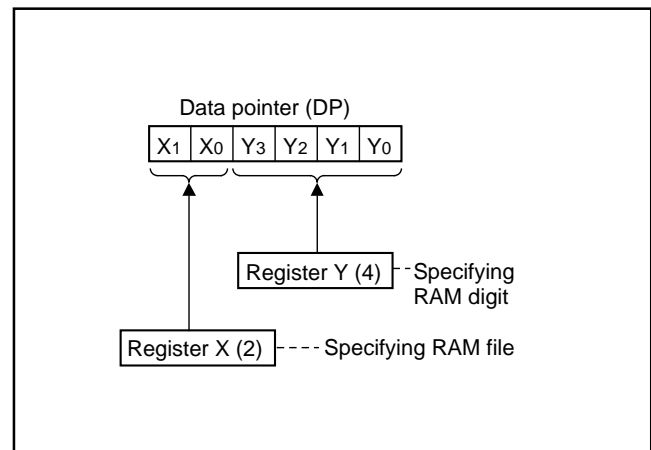 Data pointer (DP)
X1 X0 Y3 Y2 Y1 Y0
Register Y (4)
Specifying
RAM digit
Register X (2)
Specifying RAM file